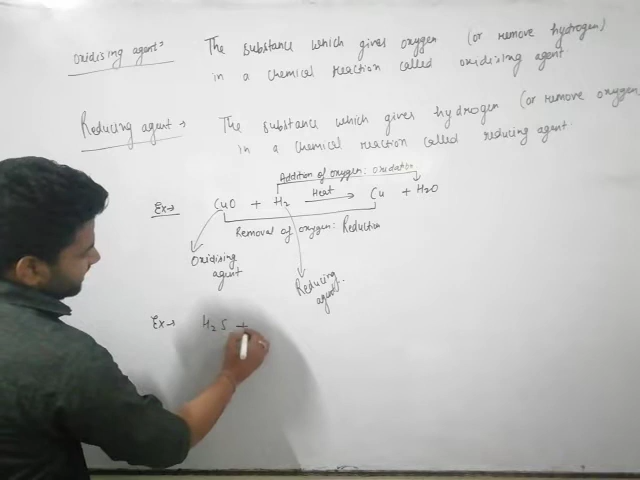 Oxidising agent → The substance which gives oxygen (or remove hydrogen)
in a chemical reaction called oxidising agent
Reducing agent → The substance which gives hydrogen (or remove oxygen)
in a chemical reaction called reducing agent.
Addition of oxygen: oxidation
Ex→ CuO + H₂ Heat → Cu + H₂O
Removal of oxygen: Reduction
Oxidising
agent
Reducing
agent
Ex→ H₂S +